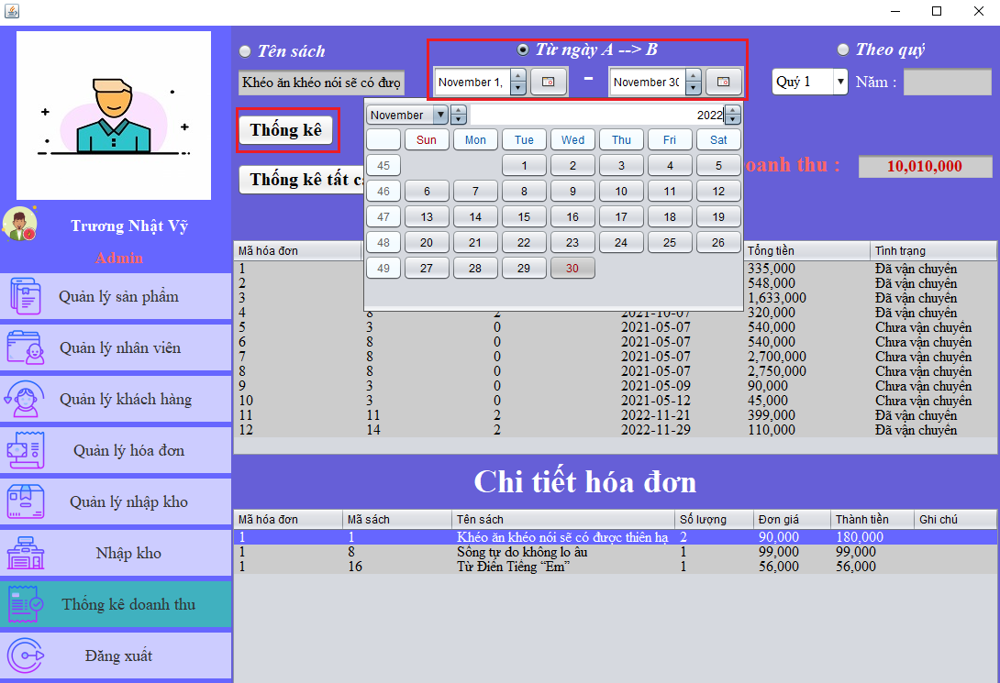 Tên sách
Từ ngày A --> B
Theo quý
Khéo ăn khéo nói sẽ có đượ
November 1,
-
November 30
Quý 1
Năm :
Thống kê
Thống kê tất cả
November
2022
Sun Mon Tue Wed Thu Fri Sat
45 1 2 3 4 5
46 6 7 8 9 10 11 12
47 13 14 15 16 17 18 19
48 20 21 22 23 24 25 26
49 27 28 29 30
oanh thu :
10,010,000
Trương Nhật Vỹ
Admin
Quản lý sản phẩm
Quản lý nhân viên
Quản lý khách hàng
Quản lý hóa đơn
Quản lý nhập kho
Nhập kho
Thống kê doanh thu
Đăng xuất
Mã hóa đơn Tổng tiền Tình trạng
1 335,000 Đã vận chuyển
2 548,000 Đã vận chuyển
3 1,633,000 Đã vận chuyển
4 8 2 2021-10-07 320,000 Đã vận chuyển
5 3 0 2021-05-07 540,000 Chưa vận chuyển
6 8 0 2021-05-07 540,000 Chưa vận chuyển
7 8 0 2021-05-07 2,700,000 Chưa vận chuyển
8 8 0 2021-05-07 2,750,000 Chưa vận chuyển
9 3 0 2021-05-09 90,000 Chưa vận chuyển
10 3 0 2021-05-12 45,000 Chưa vận chuyển
11 11 2 2022-11-21 399,000 Đã vận chuyển
12 14 2 2022-11-29 110,000 Đã vận chuyển
Chi tiết hóa đơn
Mã hóa đơn Mã sách Tên sách Số lượng Đơn giá Thành tiền Ghi chú
1 1 Khéo ăn khéo nói sẽ có được thiên hạ 2 90,000 180,000
1 8 Sống tự do không lo âu 1 99,000 99,000
1 16 Từ Điển Tiếng “Em” 1 56,000 56,000